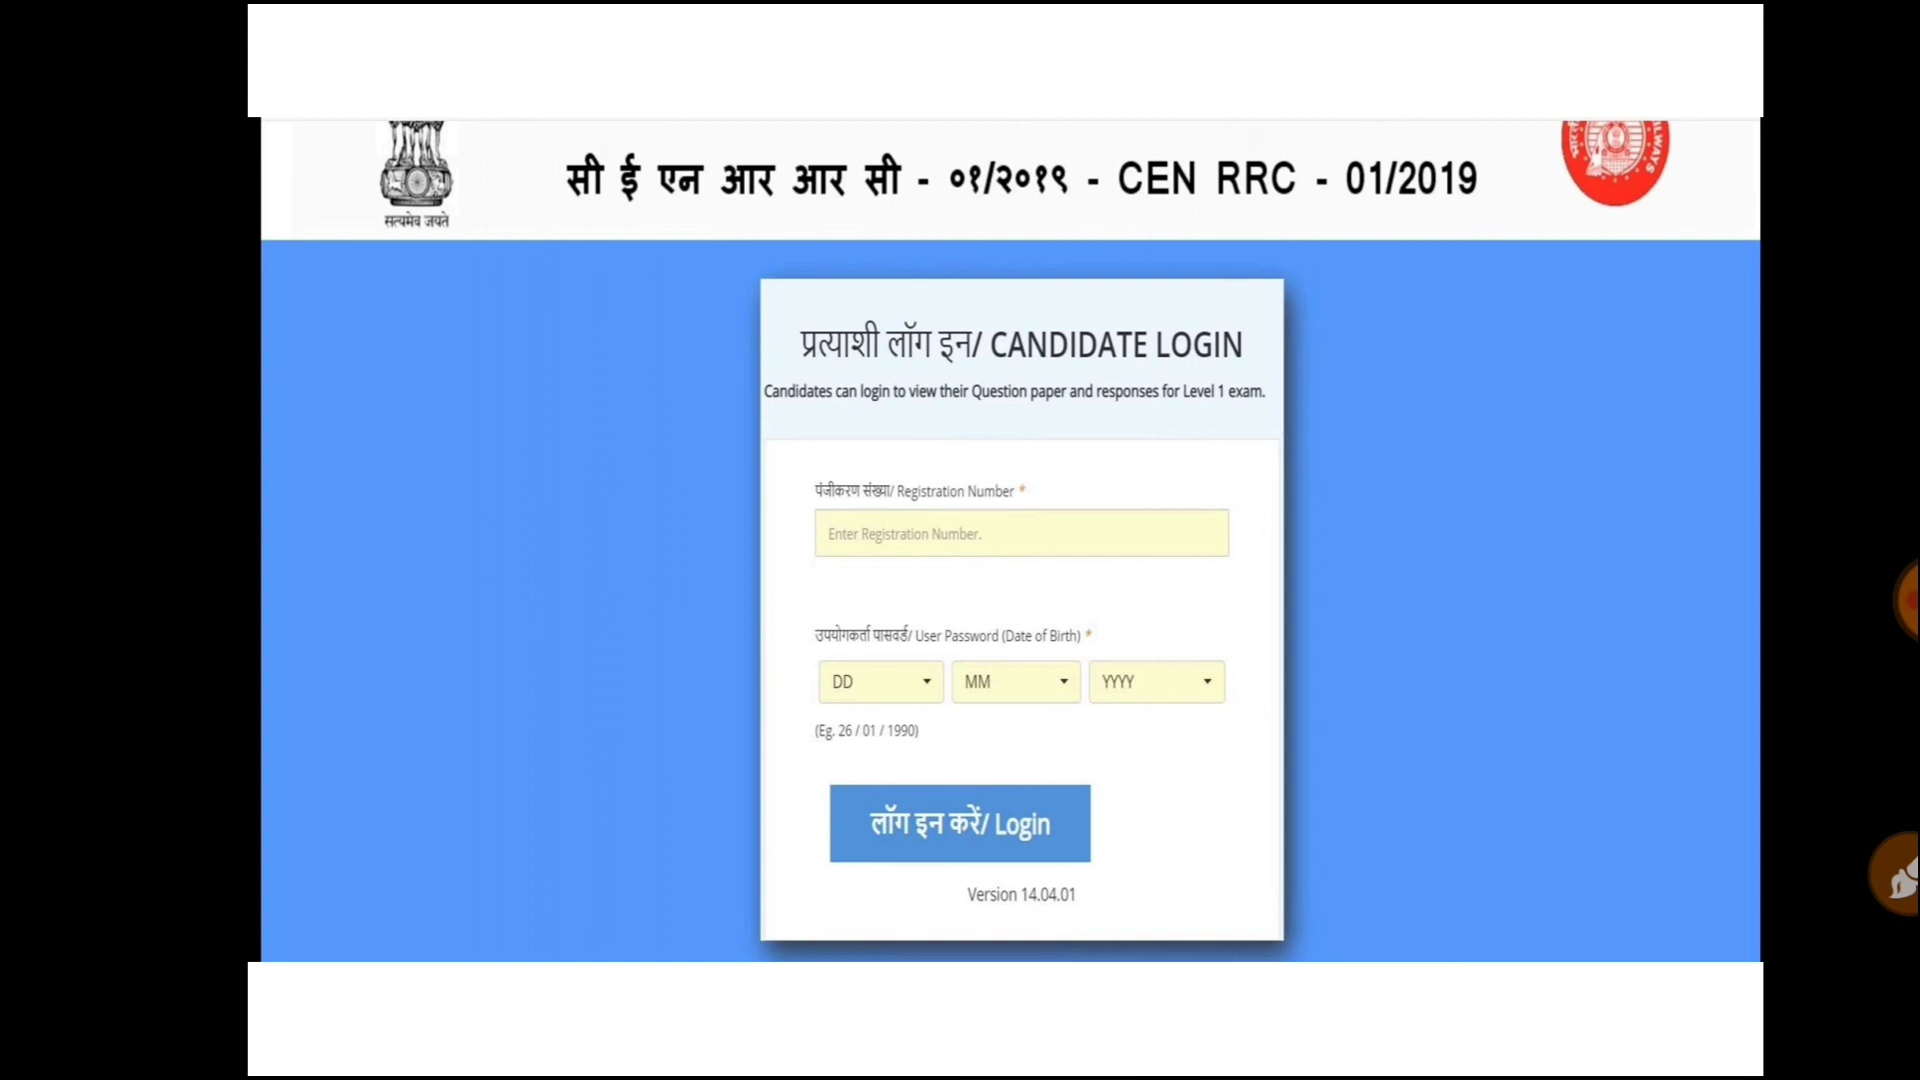 सत्यमेव जयते
सी ई एन आर आर सी - ०१/२०१९ - CEN RRC - 01/2019
प्रत्याशी लॉग इन/ CANDIDATE LOGIN
Candidates can login to view their Question paper and responses for Level 1 exam.
पंजीकरण संख्या/ Registration Number *
Enter Registration Number.
उपयोगकर्ता पासवर्ड/ User Password (Date of Birth) *
DD MM YYYY
(Eg. 26 / 01 / 1990)
लॉग इन करें/ Login
Version 14.04.01